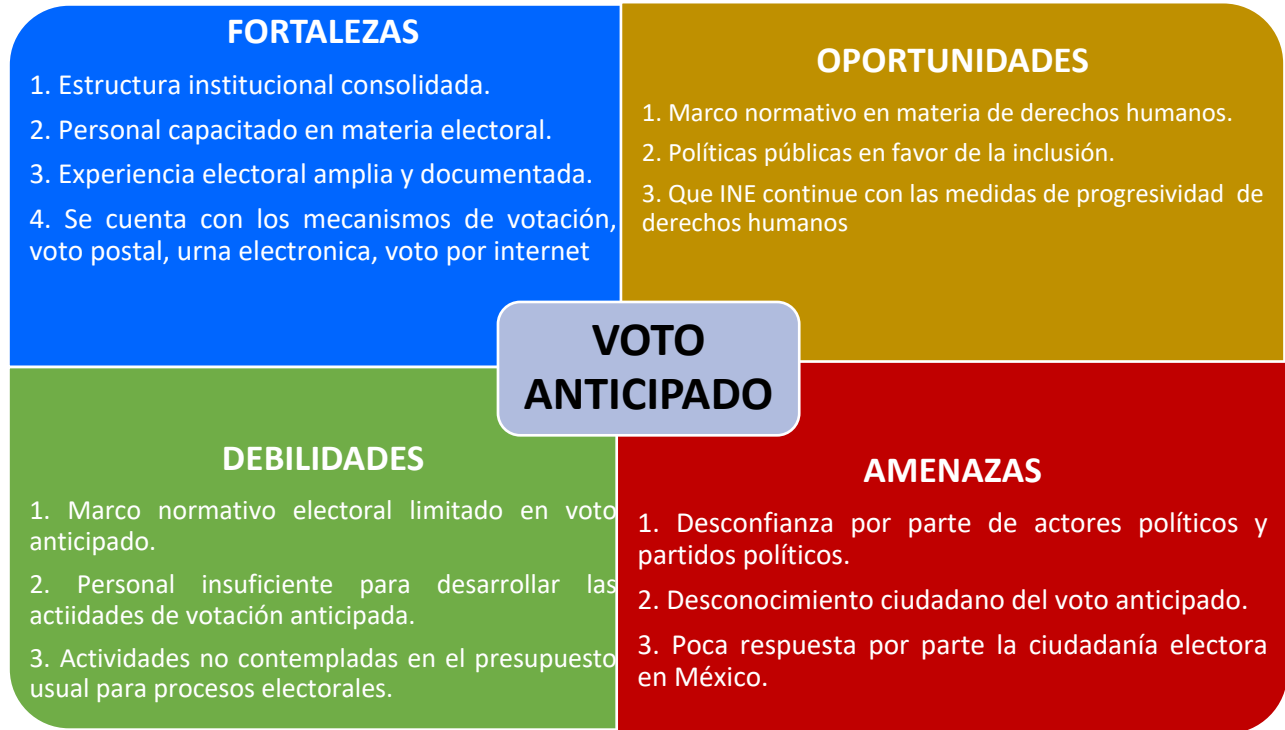 FORTALEZAS
1. Estructura institucional consolidada.
2. Personal capacitado en materia electoral.
3. Experiencia electoral amplia y documentada.
4. Se cuenta con los mecanismos de votación,
voto postal, urna electronica, voto por internet
OPORTUNIDADES
1. Marco normativo en materia de derechos humanos.
2. Políticas públicas en favor de la inclusión.
3. Que INE continue con las medidas de progresividad de
derechos humanos
VOTO
ANTICIPADO
DEBILIDADES
1. Marco normativo electoral limitado en voto
anticipado.
2. Personal insuficiente para desarrollar las
actiidades de votación anticipada.
3. Actividades no contempladas en el presupuesto
usual para procesos electorales.
AMENAZAS
1. Desconfianza por parte de actores políticos y
partidos políticos.
2. Desconocimiento ciudadano del voto anticipado.
3. Poca respuesta por parte la ciudadanía electora
en México.